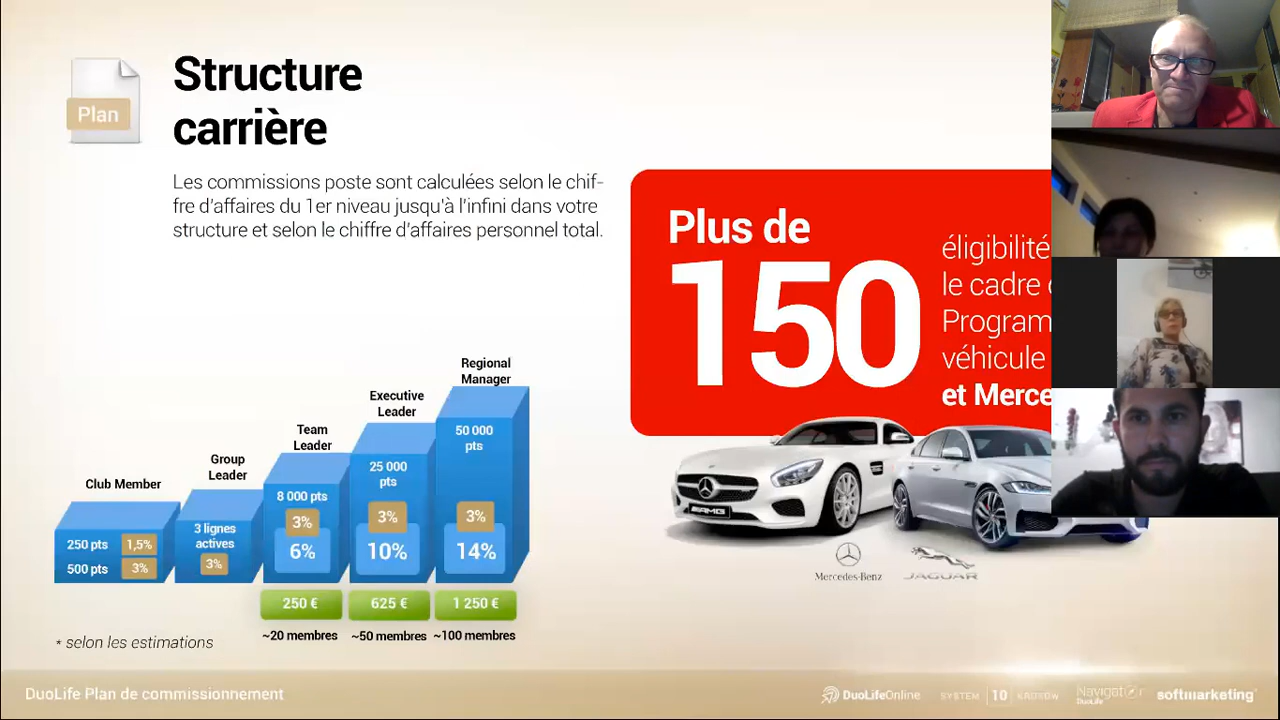 Plan
Structure
carrière
Les commissions poste sont calculées selon le chif-
fre d'affaires du 1er niveau jusqu'à l'infini dans votre
structure et selon le chiffre d'affaires personnel total.
Plus de
150
éligibilité
le cadre
Program
véhicule
et Merce
Mercedes-Benz
JAGUAR
AMG
Club Member
250 pts 1,5%
500 pts 3%
Group
Leader
3 lignes
actives
3%
Team
Leader
8 000 pts
3%
6%
250 €
~20 membres
Executive
Leader
25 000
pts
3%
10%
625 €
~50 membres
Regional
Manager
50 000
pts
3%
14%
1 250 €
~100 membres
* selon les estimations
DuoLife Plan de commissionnement
DuoLifeOnline
SYSTEM 10 KROKÓW
Navigator
DuoLife
softmarketing